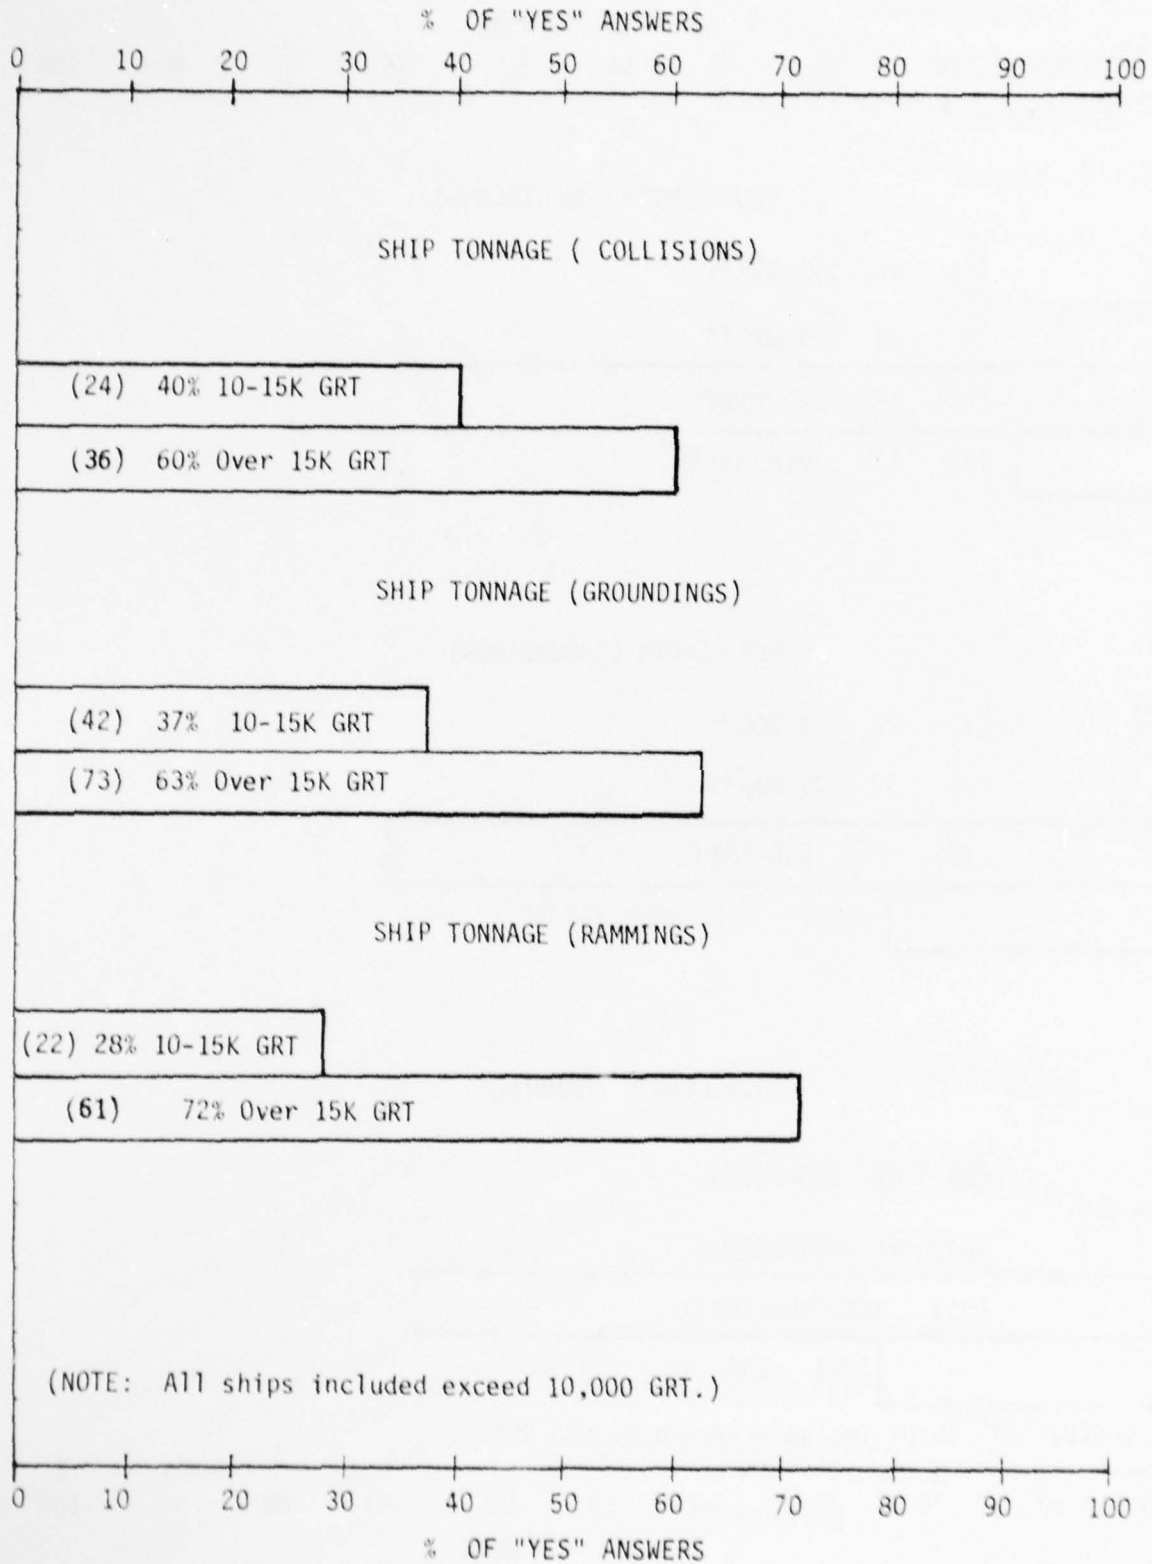 % OF "YES" ANSWERS
0 10 20 30 40 50 60 70 80 90 100
SHIP TONNAGE ( COLLISIONS)
(24) 40% 10-15K GRT
(36) 60% Over 15K GRT
SHIP TONNAGE (GROUNDINGS)
(42) 37% 10-15K GRT
(73) 63% Over 15K GRT
SHIP TONNAGE (RAMMINGS)
(22) 28% 10-15K GRT
(61) 72% Over 15K GRT
(NOTE: All ships included exceed 10,000 GRT.)
0 10 20 30 40 50 60 70 80 90 100
% OF "YES" ANSWERS